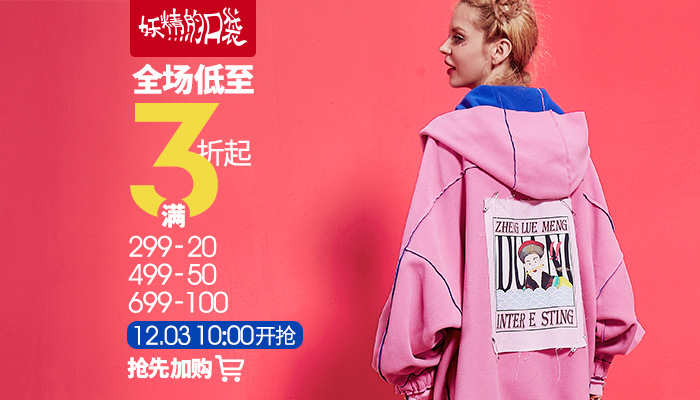 妖精的口袋
全场低至
3折起
满
299-20
499-50
699-100
12.03 10:00开抢
抢先加购
ZHENG LUE MENG
INTER E STING